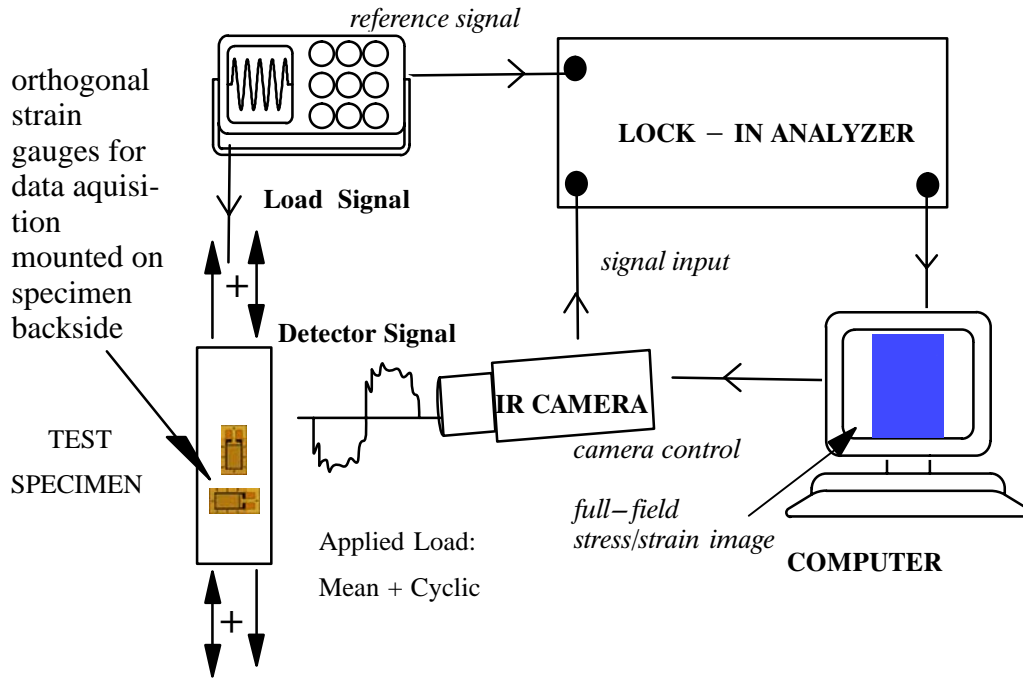 reference signal
orthogonal
strain
gauges for
data aquisi-
tion
mounted on
specimen
backside
LOCK – IN ANALYZER
Load Signal
+
signal input
Detector Signal
IR CAMERA
TEST
SPECIMEN
camera control
full–field
stress/strain image
Applied Load:
Mean + Cyclic
COMPUTER
+